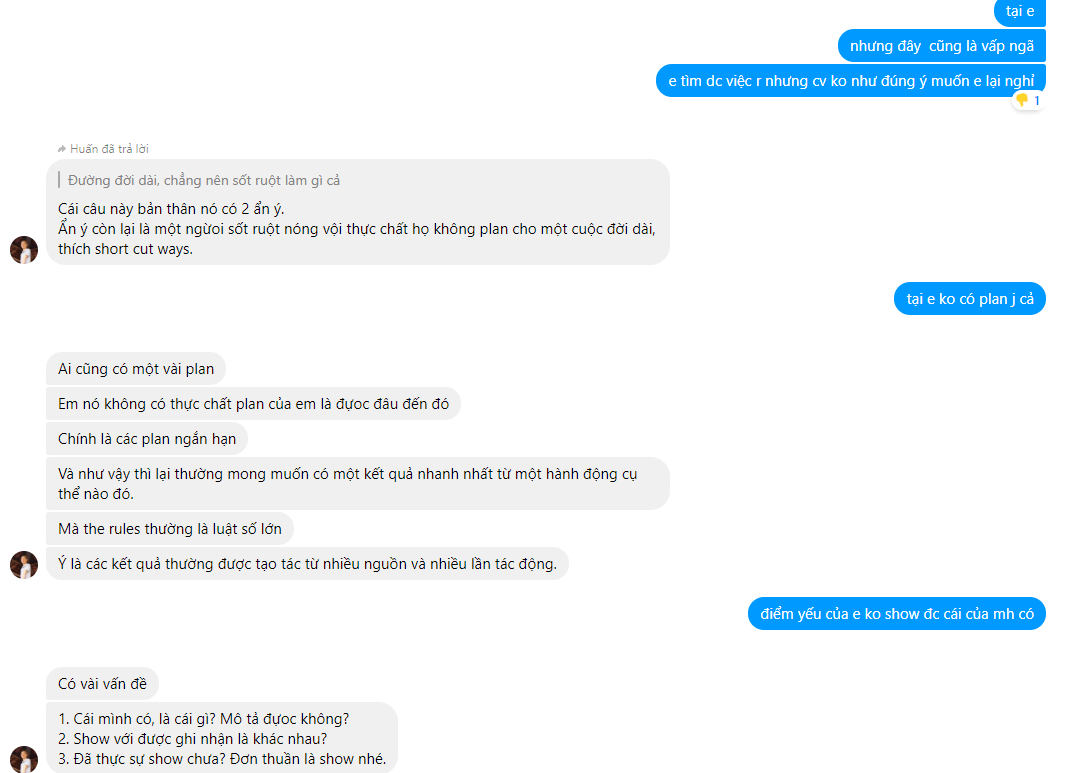 tại e
nhưng đây cũng là vấp ngã
e tìm dc việc r nhưng cv ko như đúng ý muốn e lại nghỉ
1
Huấn đã trả lời
Đường đời dài, chẳng nên sốt ruột làm gì cả
Cái câu này bản thân nó có 2 ẩn ý.
Ẩn ý còn lại là một ngừoi sốt ruột nóng vội thực chất họ không plan cho một cuộc đời dài,
thích short cut ways.
tại e ko có plan j cả
Ai cũng có một vài plan
Em nó không có thực chất plan của em là đựoc đâu đến đó
Chính là các plan ngắn hạn
Và như vậy thì lại thường mong muốn có một kết quả nhanh nhất từ một hành động cụ
thể nào đó.
Mà the rules thường là luật số lớn
Ý là các kết quả thường được tạo tác từ nhiều nguồn và nhiều lần tác động.
điểm yếu của e ko show đc cái của mh có
Có vài vấn đề
1. Cái mình có, là cái gì? Mô tả đựoc không?
2. Show với được ghi nhận là khác nhau?
3. Đã thực sự show chưa? Đơn thuần là show nhé.